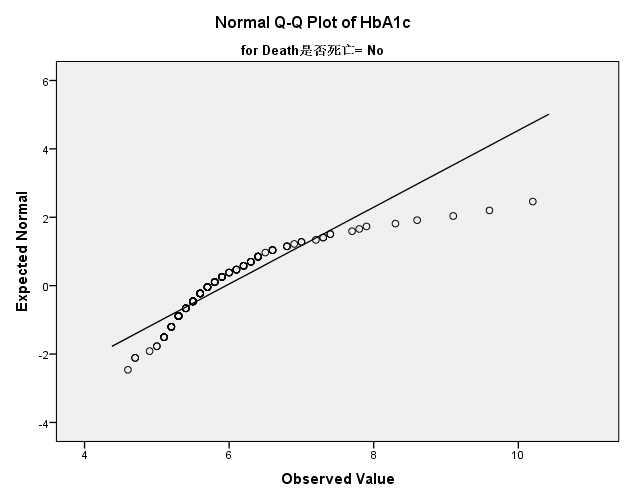 Normal Q-Q Plot of HbA1c
for Death是否死亡= No
Expected Normal
6
4
2
0
-2
-4
4
6
8
10
Observed Value